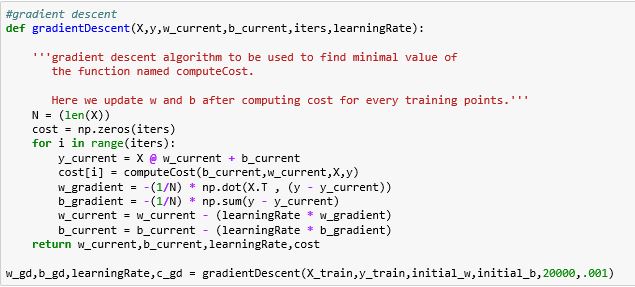 #gradient descent
def gradientDescent(X,y,w_current,b_current,iters,learningRate):
'''gradient descent algorithm to be used to find minimal value of
the function named computeCost.
Here we update w and b after computing cost for every training points.'''
N = (len(X))
cost = np.zeros(iters)
for i in range(iters):
y_current = X @ w_current + b_current
cost[i] = computeCost(b_current,w_current,X,y)
w_gradient = -(1/N) * np.dot(X.T , (y - y_current))
b_gradient = -(1/N) * np.sum(y - y_current)
w_current = w_current - (learningRate * w_gradient)
b_current = b_current - (learningRate * b_gradient)
return w_current,b_current,learningRate,cost
w_gd,b_gd,learningRate,c_gd = gradientDescent(X_train,y_train,initial_w,initial_b,20000,.001)